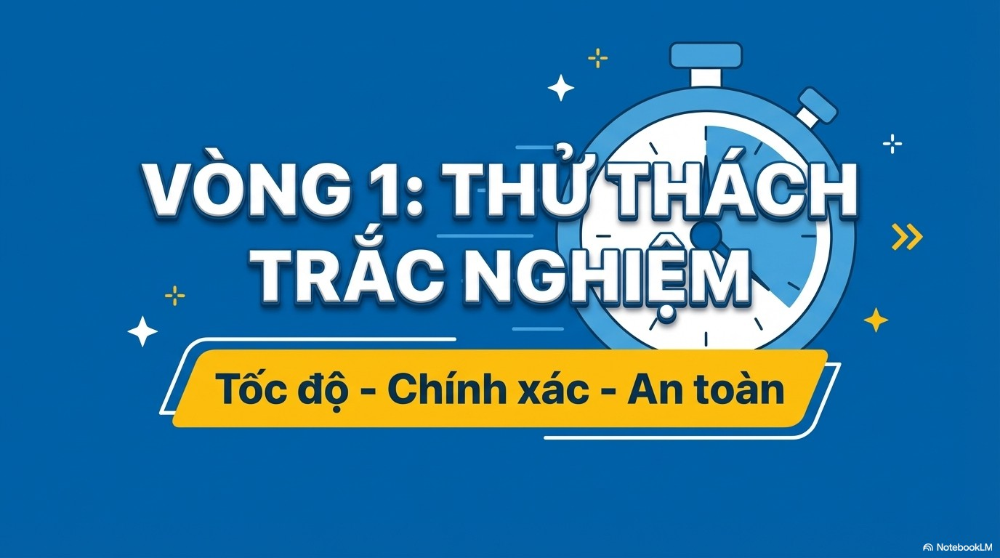 VÒNG 1: THỬ THÁCH
TRẮC NGHIỆM
Tốc độ - Chính xác - An toàn
NotebookLM